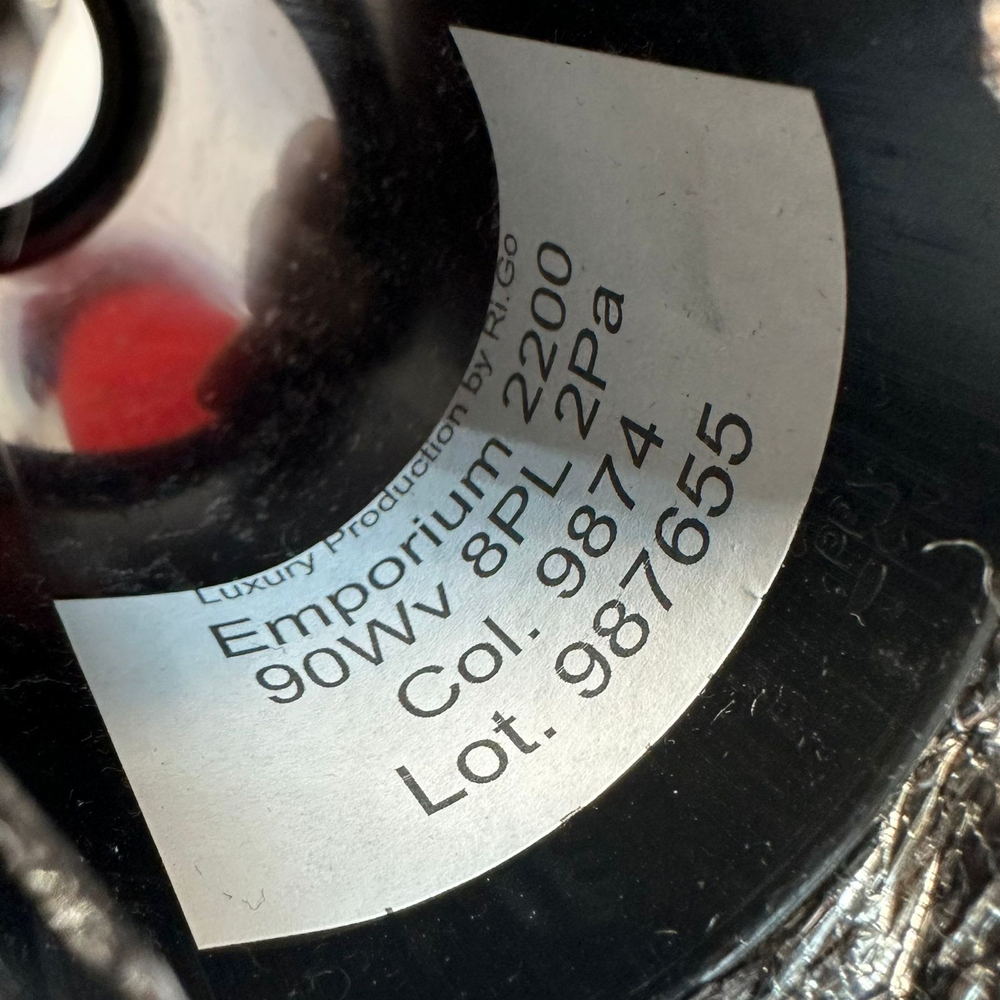 Luxury Production by Ri.Go
Emporium 2200
90Wv 8PL 2Pa
Col. 9874
Lot. 987655